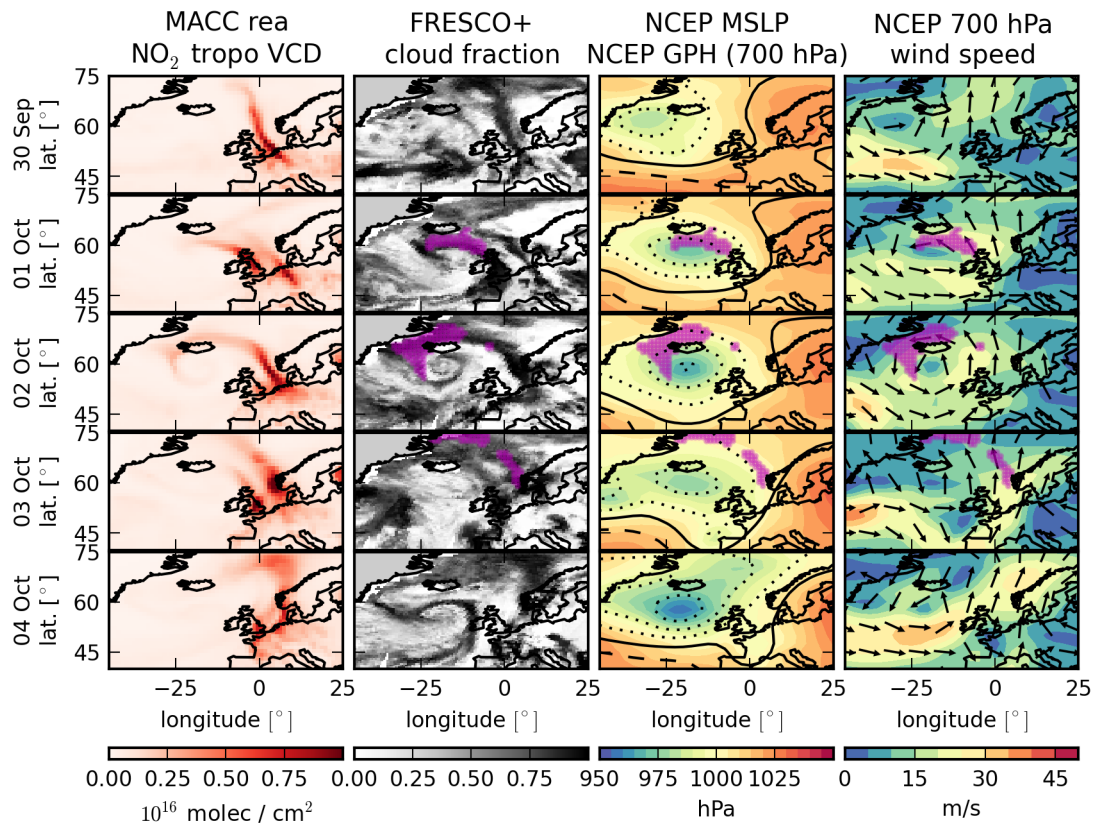 MACC rea
NO₂ tropo VCD
FRESCO+
cloud fraction
NCEP MSLP
NCEP GPH (700 hPa)
NCEP 700 hPa
wind speed
30 Sep
lat. [°]
75
60
45
01 Oct
lat. [°]
75
60
45
02 Oct
lat. [°]
75
60
45
03 Oct
lat. [°]
75
60
45
04 Oct
lat. [°]
75
60
45
−25 0 25
−25 0 25
−25 0 25
−25 0 25
longitude [°]
longitude [°]
longitude [°]
longitude [°]
0.00 0.25 0.50 0.75
0.00 0.25 0.50 0.75
950 975 1000 1025
0 15 30 45
10¹⁶ molec / cm²
hPa
m/s